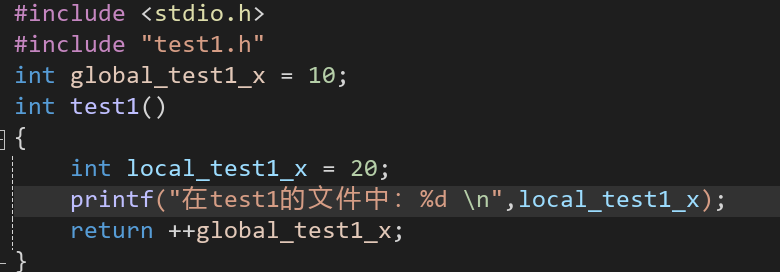 #include <stdio.h>
#include "test1.h"
int global_test1_x = 10;
int test1()
{
    int local_test1_x = 20;
    printf("在test1的文件中：%d \n",local_test1_x);
    return ++global_test1_x;
}